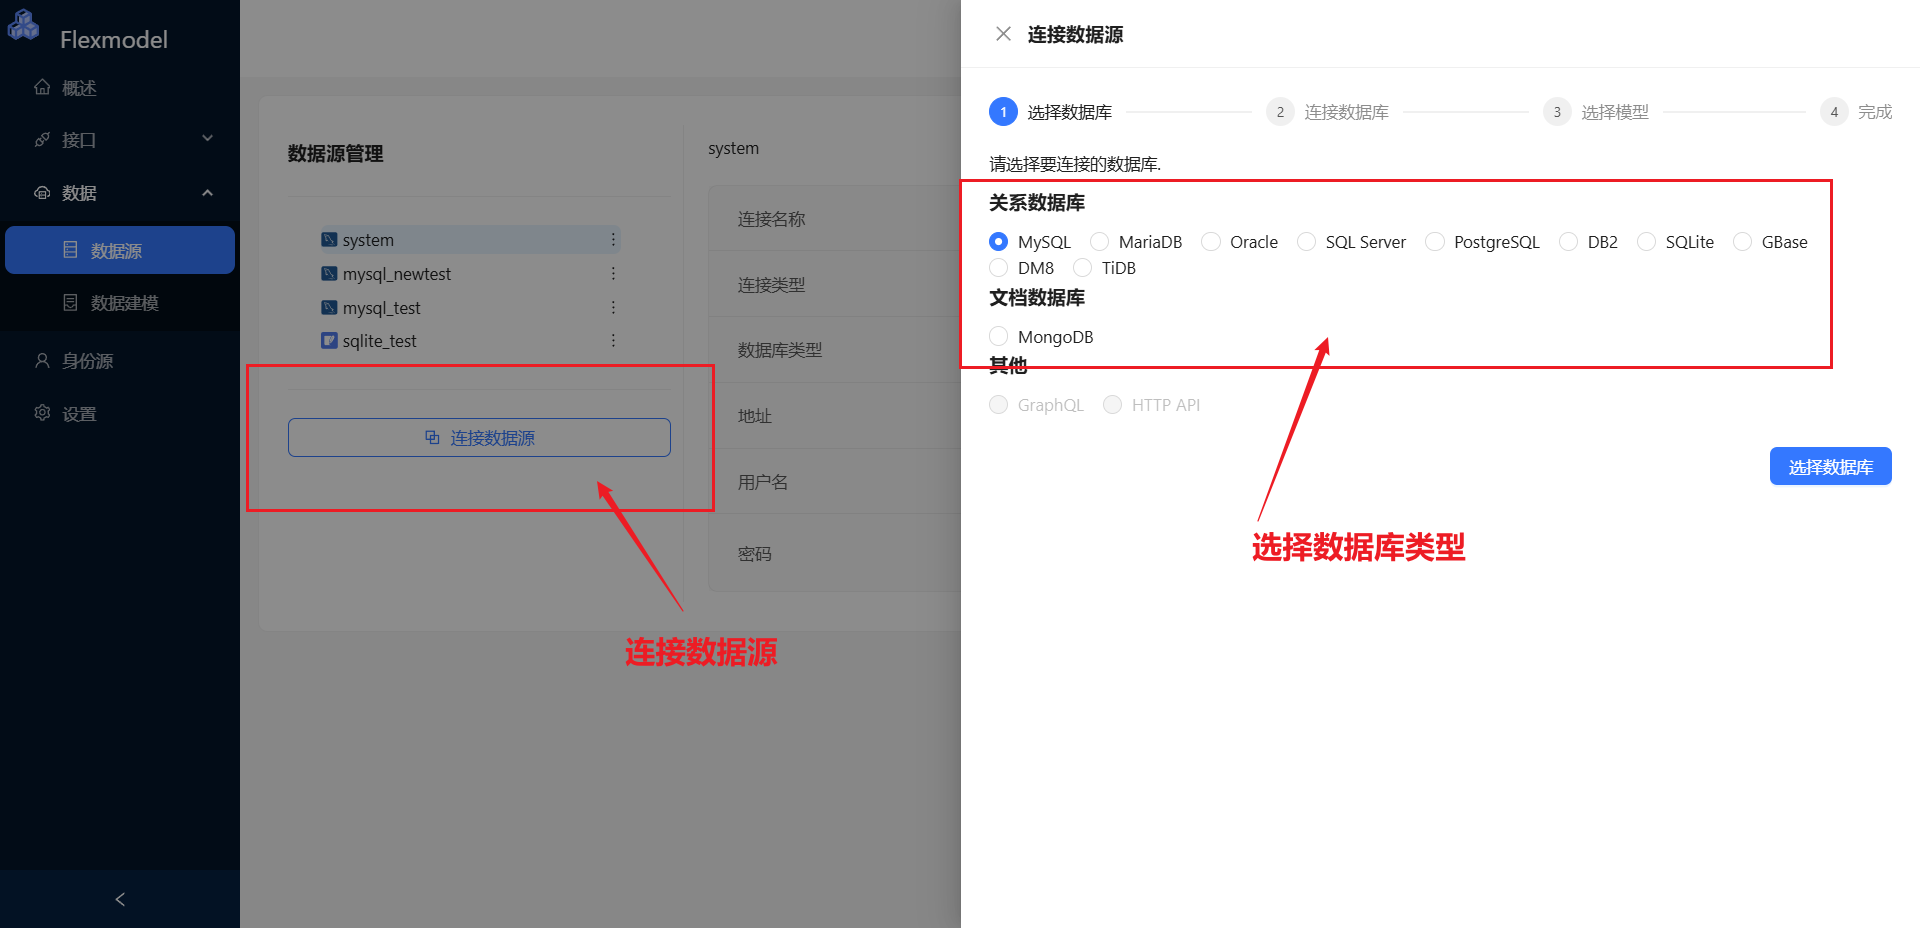 Flexmodel
概述
接口
数据
数据源
数据建模
身份源
设置
数据源管理
system
mysql_newtest
mysql_test
sqlite_test
连接数据源
连接数据源
system
连接名称
连接类型
数据库类型
地址
用户名
密码
连接数据源
1 选择数据库
2 连接数据库
3 选择模型
4 完成
请选择要连接的数据库.
关系数据库
MySQL MariaDB Oracle SQL Server PostgreSQL DB2 SQLite GBase
DM8 TiDB
文档数据库
MongoDB
其他
GraphQL HTTP API
选择数据库
选择数据库类型